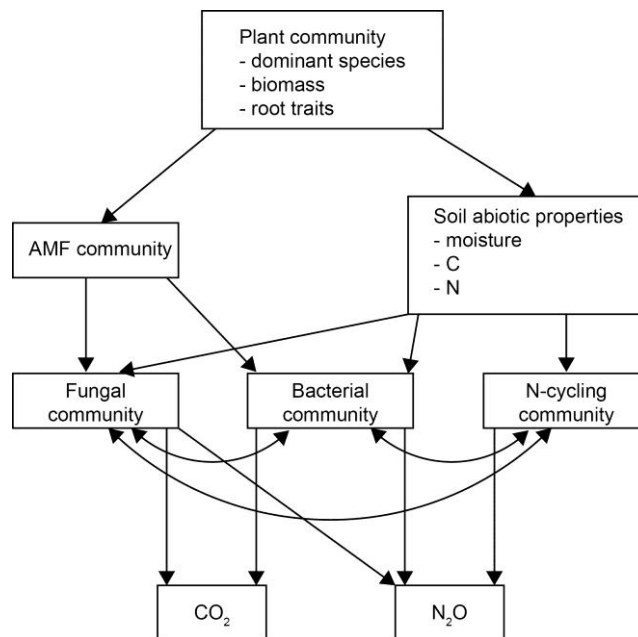 Plant community
- dominant species
- biomass
- root traits
AMF community
Soil abiotic properties
- moisture
- C
- N
Fungal
community
Bacterial
community
N-cycling
community
CO₂
N₂O